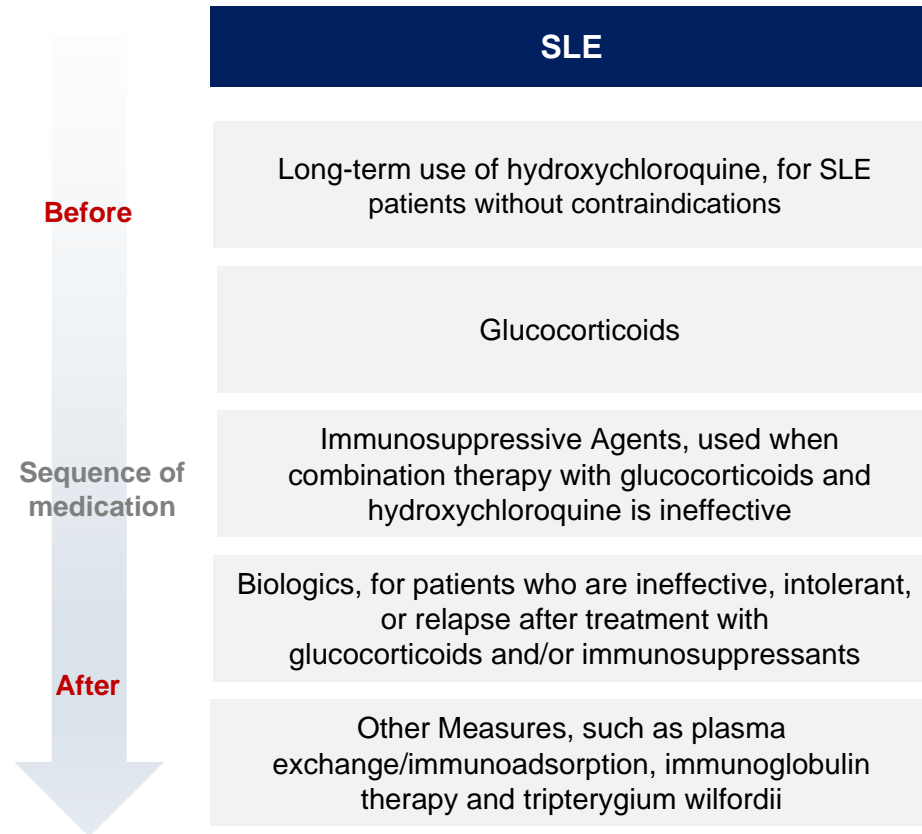 SLE
Before
Long-term use of hydroxychloroquine, for SLE
patients without contraindications
Glucocorticoids
Sequence of
medication
Immunosuppressive Agents, used when
combination therapy with glucocorticoids and
hydroxychloroquine is ineffective
Biologics, for patients who are ineffective, intolerant,
or relapse after treatment with
glucocorticoids and/or immunosuppressants
After
Other Measures, such as plasma
exchange/immunoadsorption, immunoglobulin
therapy and tripterygium wilfordii